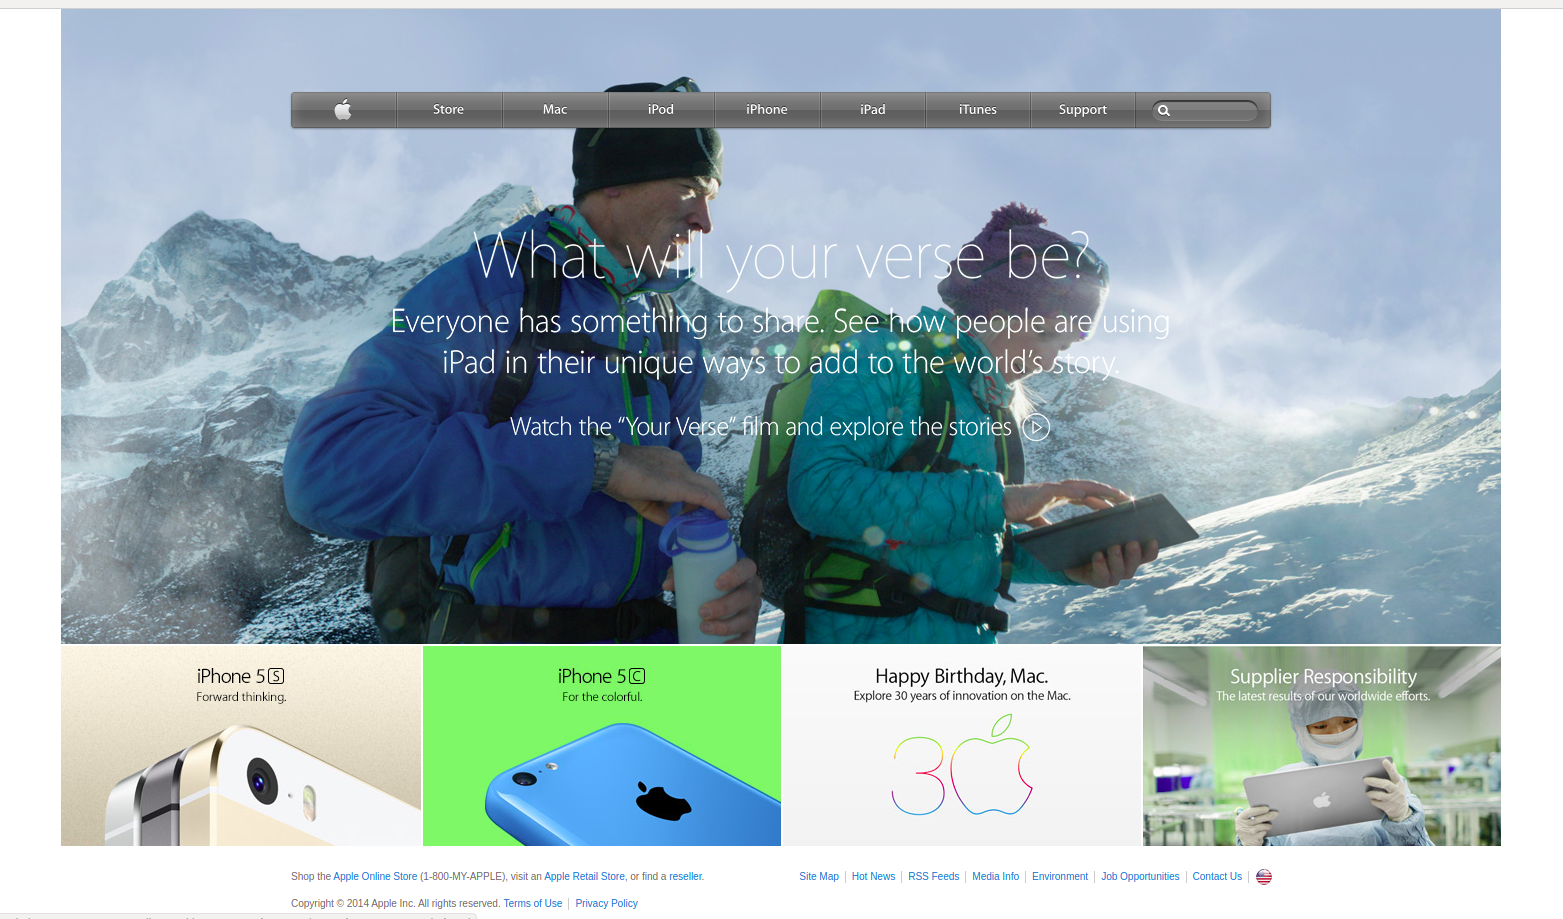 Store Mac iPod iPhone iPad iTunes Support
What will your verse be?
Everyone has something to share. See how people are using
iPad in their unique ways to add to the world's story.
Watch the “Your Verse” film and explore the stories
iPhone 5S
Forward thinking.
iPhone 5C
For the colorful.
Happy Birthday, Mac.
Explore 30 years of innovation on the Mac.
30
Supplier Responsibility
The latest results of our worldwide efforts.
Shop the Apple Online Store (1-800-MY-APPLE), visit an Apple Retail Store, or find a reseller.
Site Map Hot News RSS Feeds Media Info Environment Job Opportunities Contact Us
Copyright © 2014 Apple Inc. All rights reserved. Terms of Use Privacy Policy